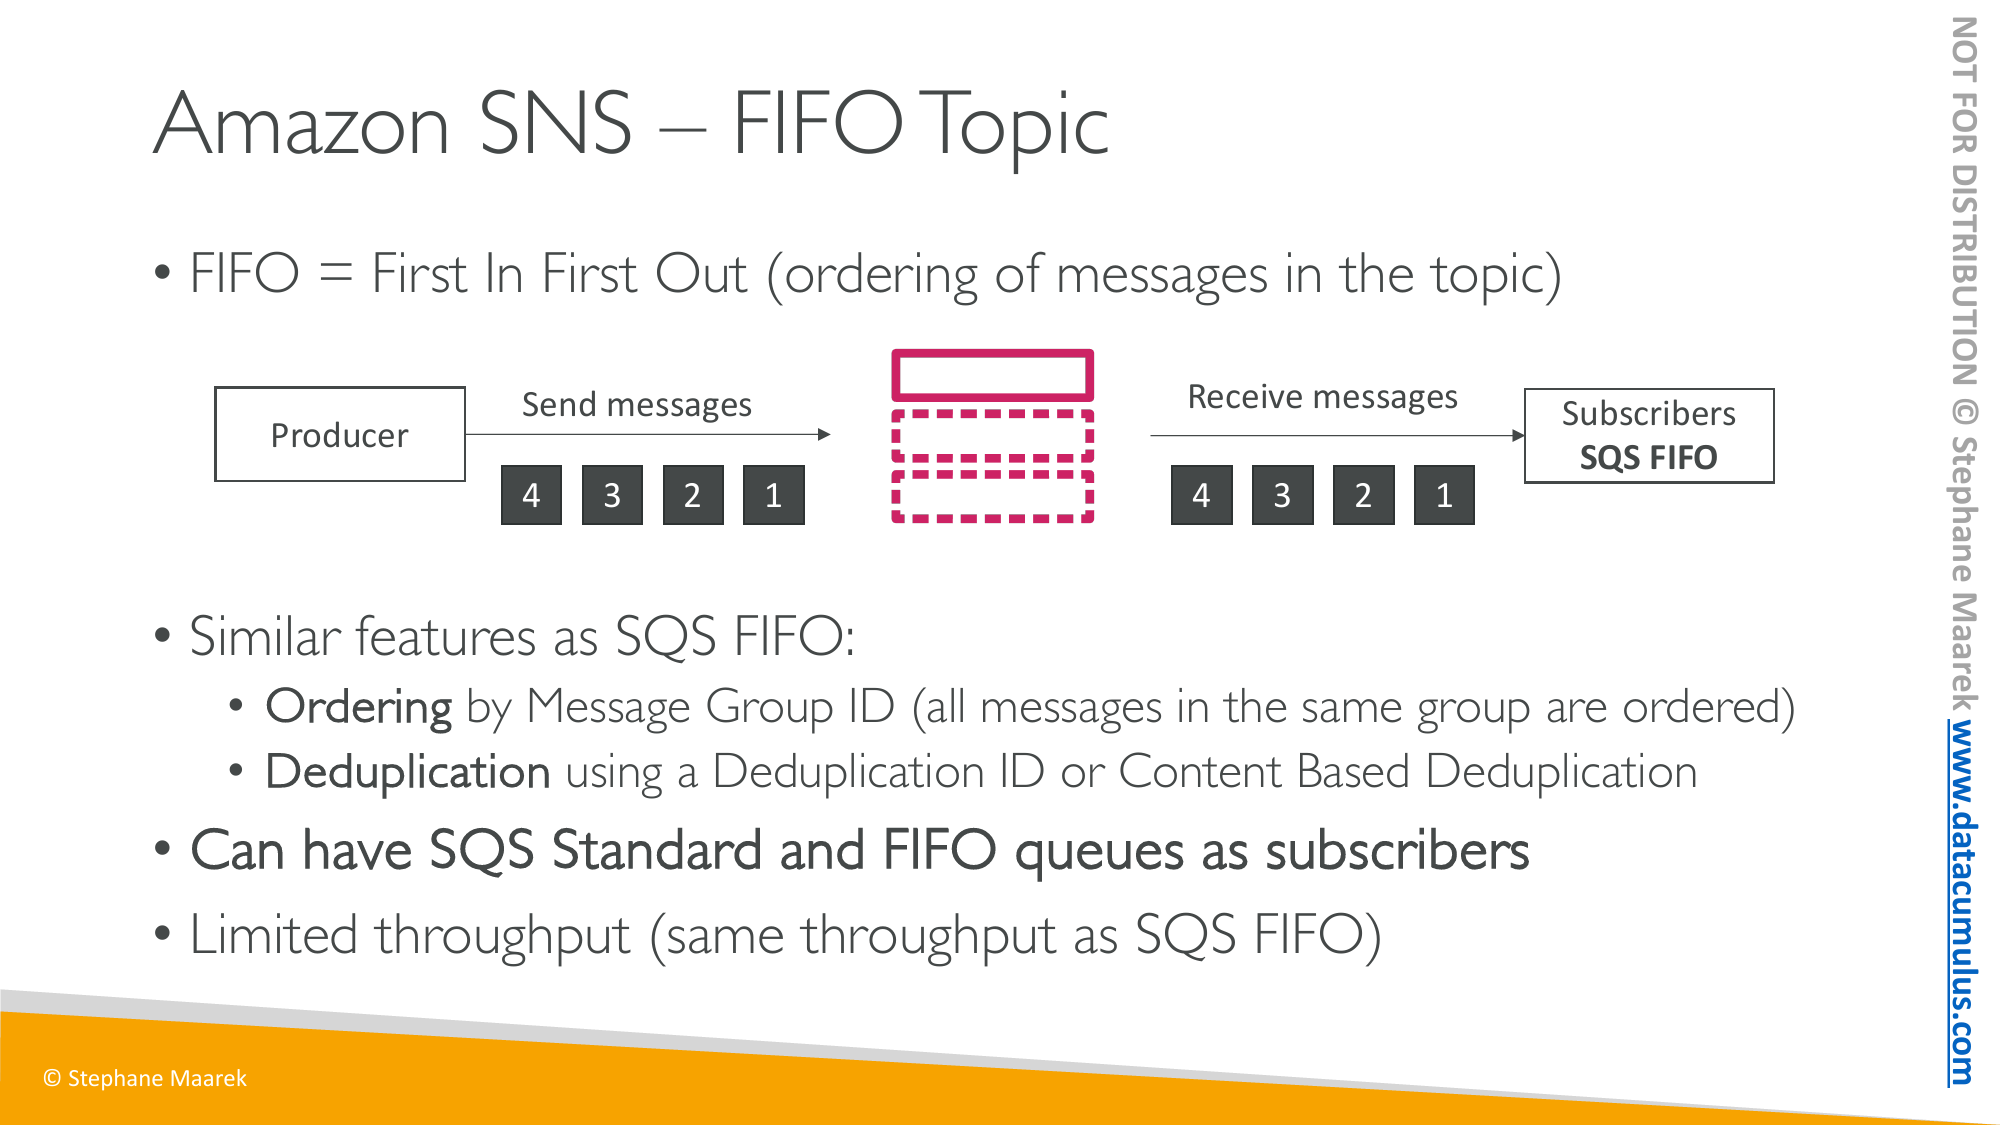 Amazon SNS – FIFO Topic
• FIFO = First In First Out (ordering of messages in the topic)
Producer
Send messages
4 3 2 1
Receive messages
4 3 2 1
Subscribers
SQS FIFO
• Similar features as SQS FIFO:
• Ordering by Message Group ID (all messages in the same group are ordered)
• Deduplication using a Deduplication ID or Content Based Deduplication
• Can have SQS Standard and FIFO queues as subscribers
• Limited throughput (same throughput as SQS FIFO)
© Stephane Maarek
NOT FOR DISTRIBUTION © Stephane Maarek www.datacumulus.com